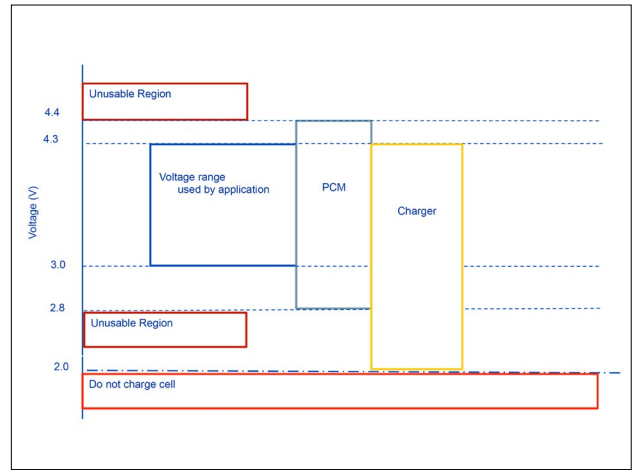 Unusable Region
4.4
4.3
Voltage range
used by application
PCM
Charger
Voltage (V)
3.0
2.8
Unusable Region
2.0
Do not charge cell